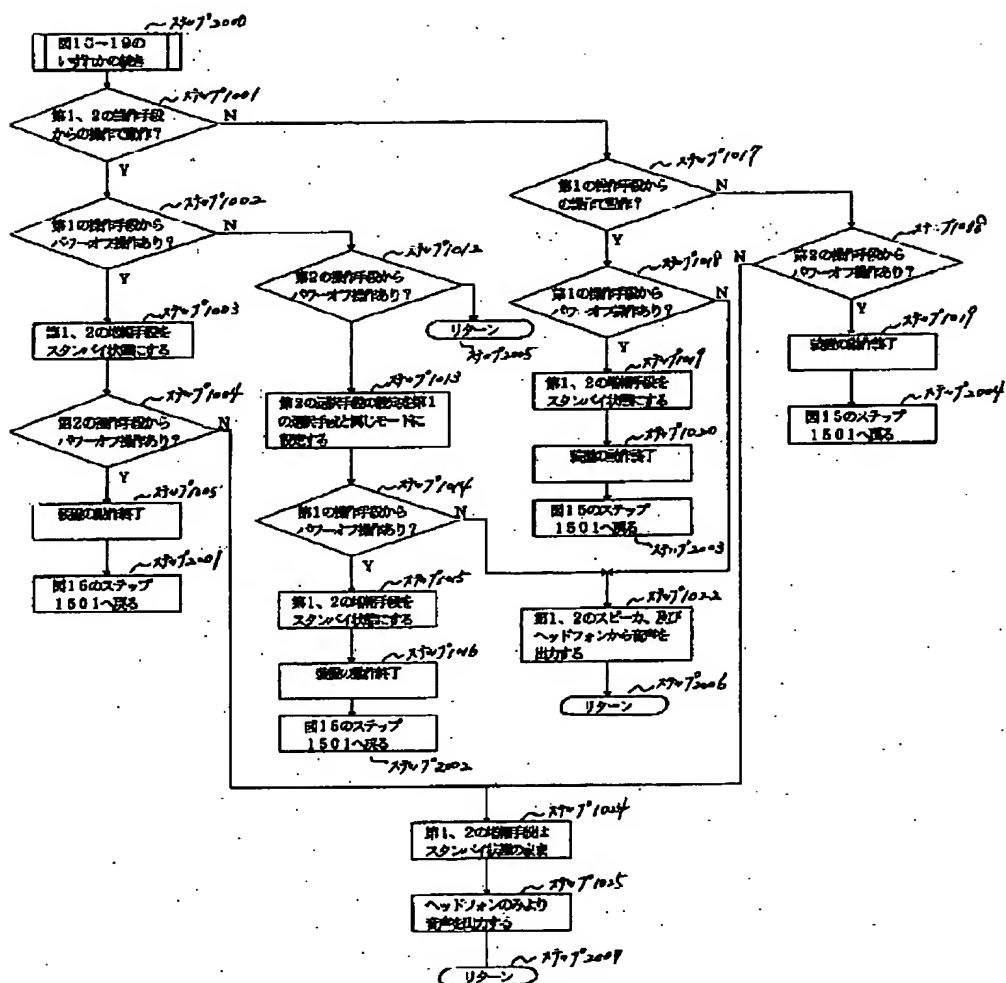 ステップ2000
いずれかの続き
ステップ1001
第1、2の操作手段
からの操作で動作?
N
Y
ステップ1002
第1の操作手段から
パワーオフ操作あり?
N
Y
ステップ1003
第1、2の増幅手段を
スタンバイ状態にする
ステップ1004
第2の操作手段から
パワーオフ操作あり?
N
Y
ステップ1005
装置の動作終了
ステップ2001
図15のステップ
1501へ戻る
ステップ1012
第2の操作手段から
パワーオフ操作あり?
リターン
ステップ2005
ステップ1013
第2の選択手段の設定を第1
の選択手段と同じモードに
設定する
ステップ1014
第1の操作手段から
パワーオフ操作あり?
N
Y
ステップ1015
第1、2の増幅手段を
スタンバイ状態にする
ステップ1016
装置の動作終了
図15のステップ
1501へ戻る
ステップ2002
ステップ1017
第1の操作手段から
の操作で動作?
N
Y
ステップ1018
第1の操作手段から
パワーオフ操作あり?
N
Y
ステップ1019
第1、2の増幅手段を
スタンバイ状態にする
ステップ1020
装置の動作終了
図15のステップ
1501へ戻る
ステップ2003
ステップ1022
第1、2のスピーカ、及び
ヘッドフォンから音声を
出力する
ステップ2006
リターン
N
第2の操作手段から
パワーオフ操作あり?
Y
ステップ1019
装置の動作終了
ステップ2004
図15のステップ
1501へ戻る
ステップ1024
第1、2の増幅手段は
スタンバイ状態のまま
ステップ1025
ヘッドフォンのみより
音声を出力する
リターン